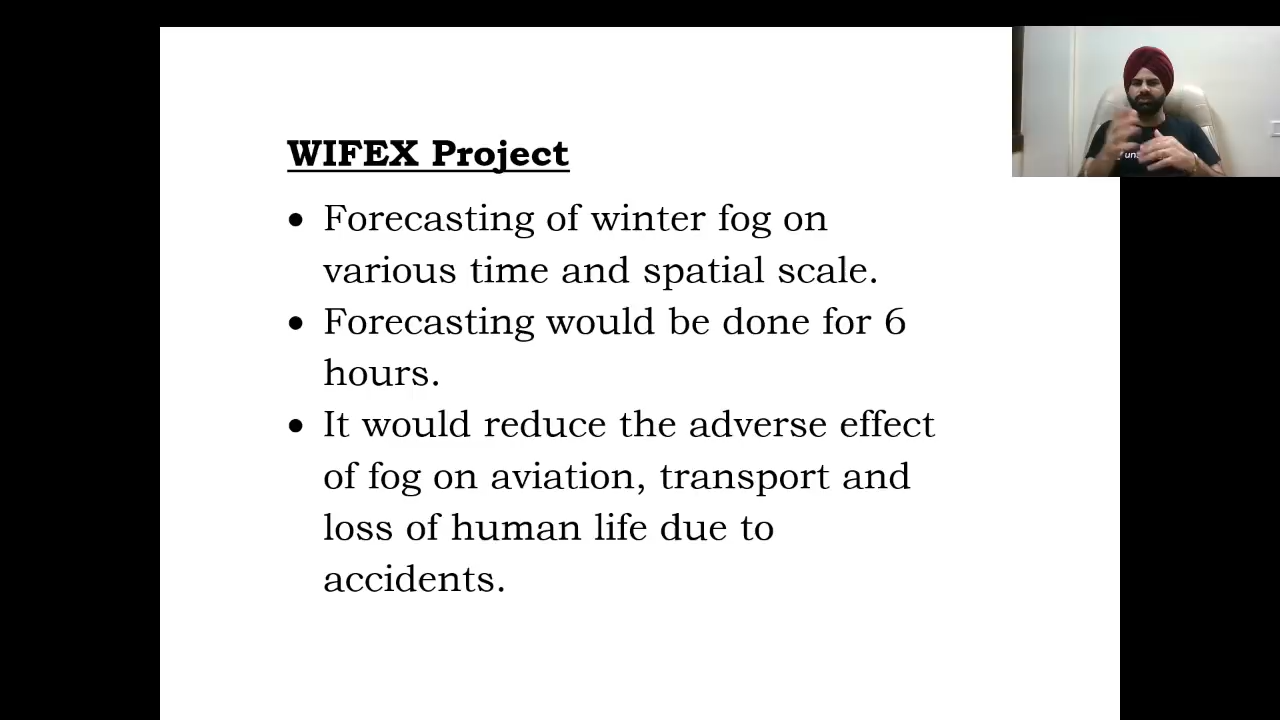 WIFEX Project
• Forecasting of winter fog on
various time and spatial scale.
• Forecasting would be done for 6
hours.
• It would reduce the adverse effect
of fog on aviation, transport and
loss of human life due to
accidents.